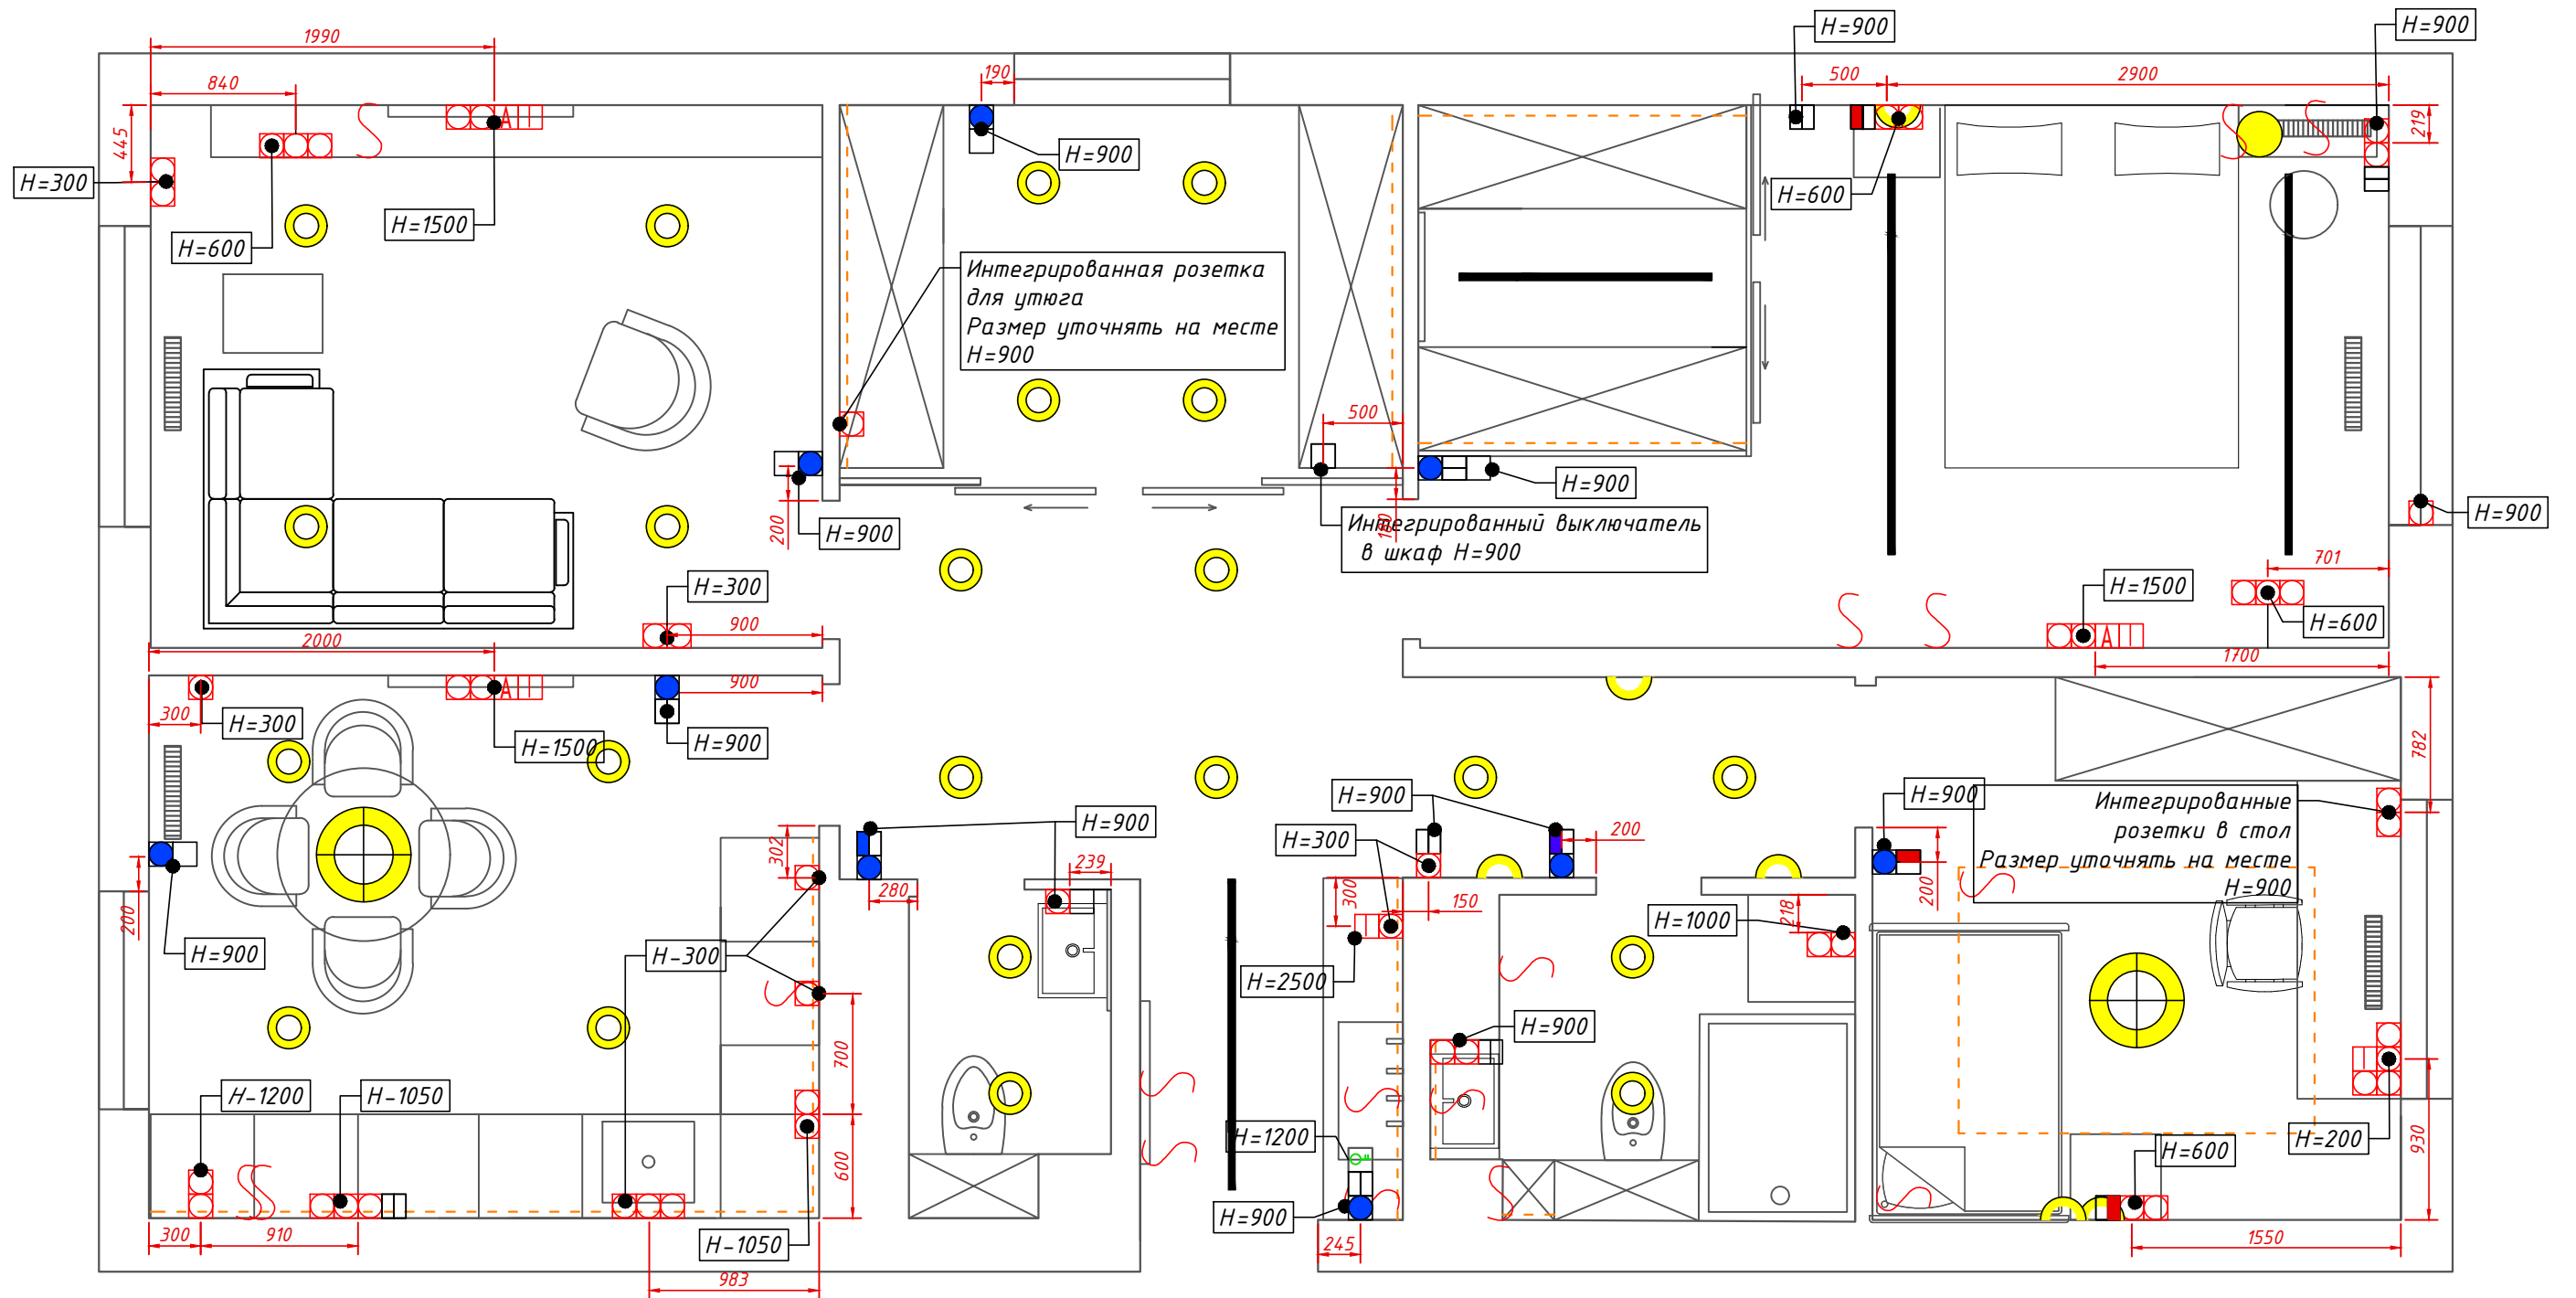 H=900
H=900
1990
500
2900
840
190
445
219
H=900
H=300
H=600
H=1500
H=600
A
Интегрированная розетка
для утюга
Размер уточнять на месте
H=900
500
H=900
200
H=900
180
Интегрированный выключатель
в шкаф H=900
H=900
701
H=300
H=1500
H=600
900
2000
A
1700
A
900
300
H=300
H=1500
H=900
782
H=900
H=900
Интегрированные
розетки в стол
Размер уточнять на месте
H=900
H=900
H=300
200
302
239
280
300
150
218
200
H=1000
200
H=900
H-300
H=2500
H=900
700
H-1200
H-1050
H=1200
H=200
930
H=600
600
H=900
300
910
H-1050
245
1550
983